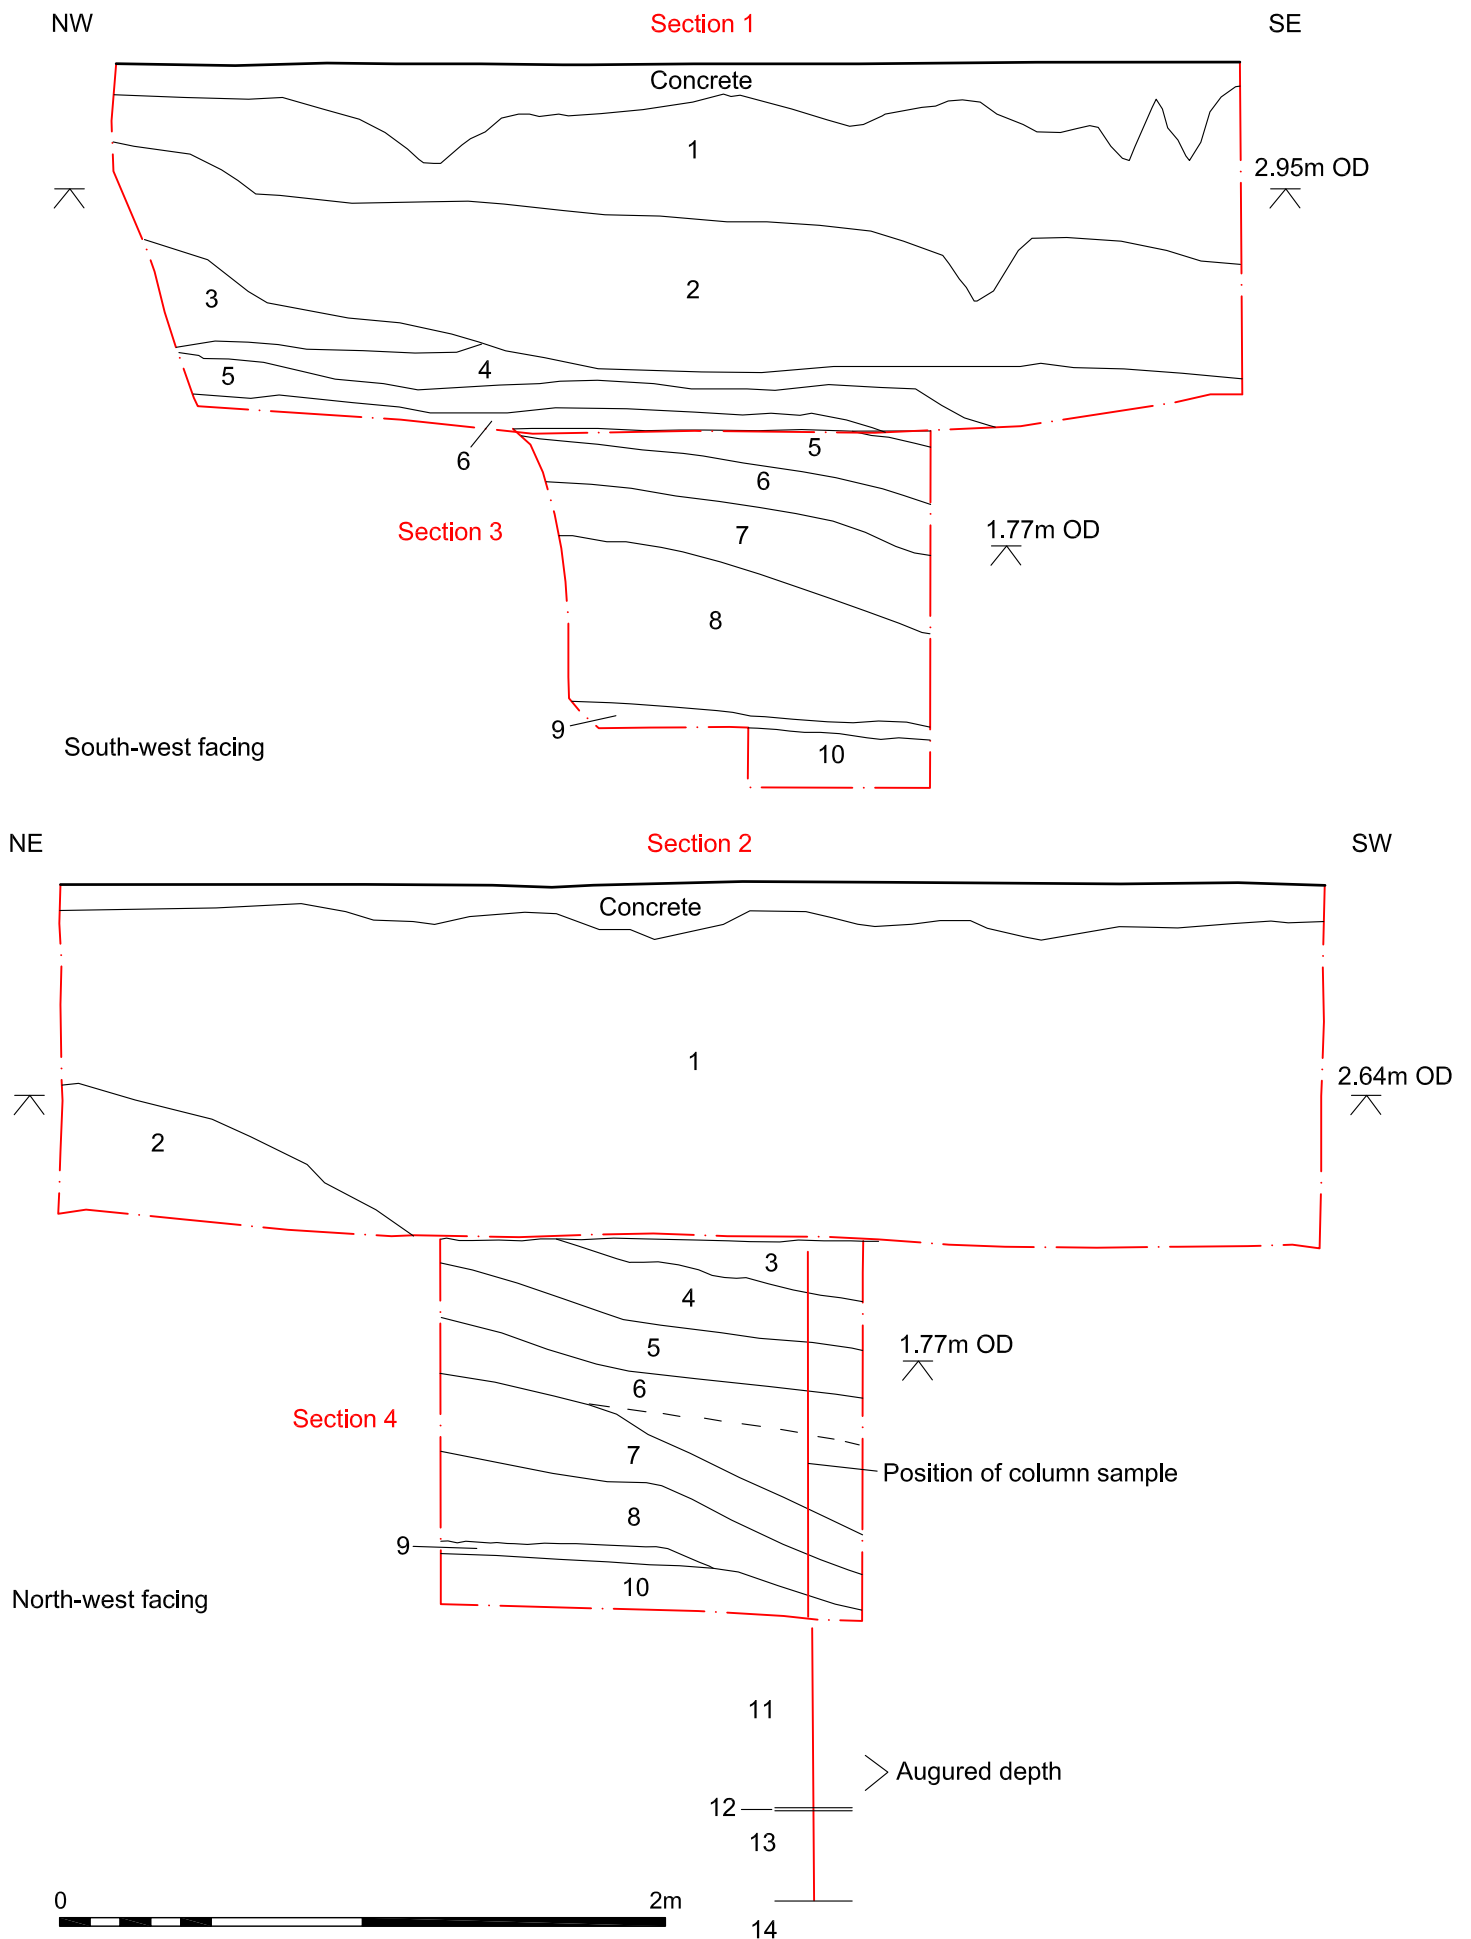 NW Section 1 SE
Concrete
1
2.95m OD
2
3
4
5
6
5
6
Section 3
7
1.77m OD
8
9
10
South-west facing
NE Section 2 SW
Concrete
1
2.64m OD
2
3
4
5
1.77m OD
6
Section 4
7
Position of column sample
8
9
10
North-west facing
11
Augured depth
12
13
0 2m
14